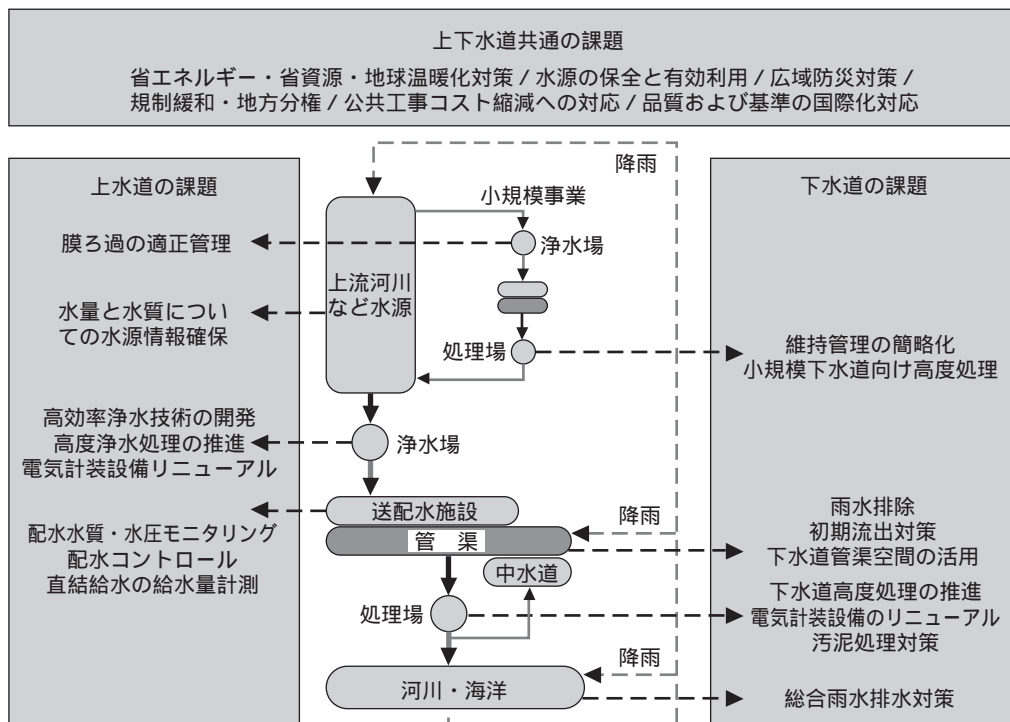 上下水道共通の課題
省エネルギー・省資源・地球温暖化対策 / 水源の保全と有効利用 / 広域防災対策 /
規制緩和・地方分権 / 公共工事コスト縮減への対応 / 品質および基準の国際化対応
上水道の課題
膜ろ過の適正管理
水量と水質につい
ての水源情報確保
高効率浄水技術の開発
高度浄水処理の推進
電気計装設備リニューアル
配水水質・水圧モニタリング
配水コントロール
直結給水の給水量計測
降雨
小規模事業
浄水場
上流河川
など水源
処理場
浄水場
送配水施設
管 渠
降雨
中水道
処理場
降雨
河川・海洋
下水道の課題
維持管理の簡略化
小規模下水道向け高度処理
雨水排除
初期流出対策
下水道管渠空間の活用
下水道高度処理の推進
電気計装設備のリニューアル
汚泥処理対策
総合雨水排水対策